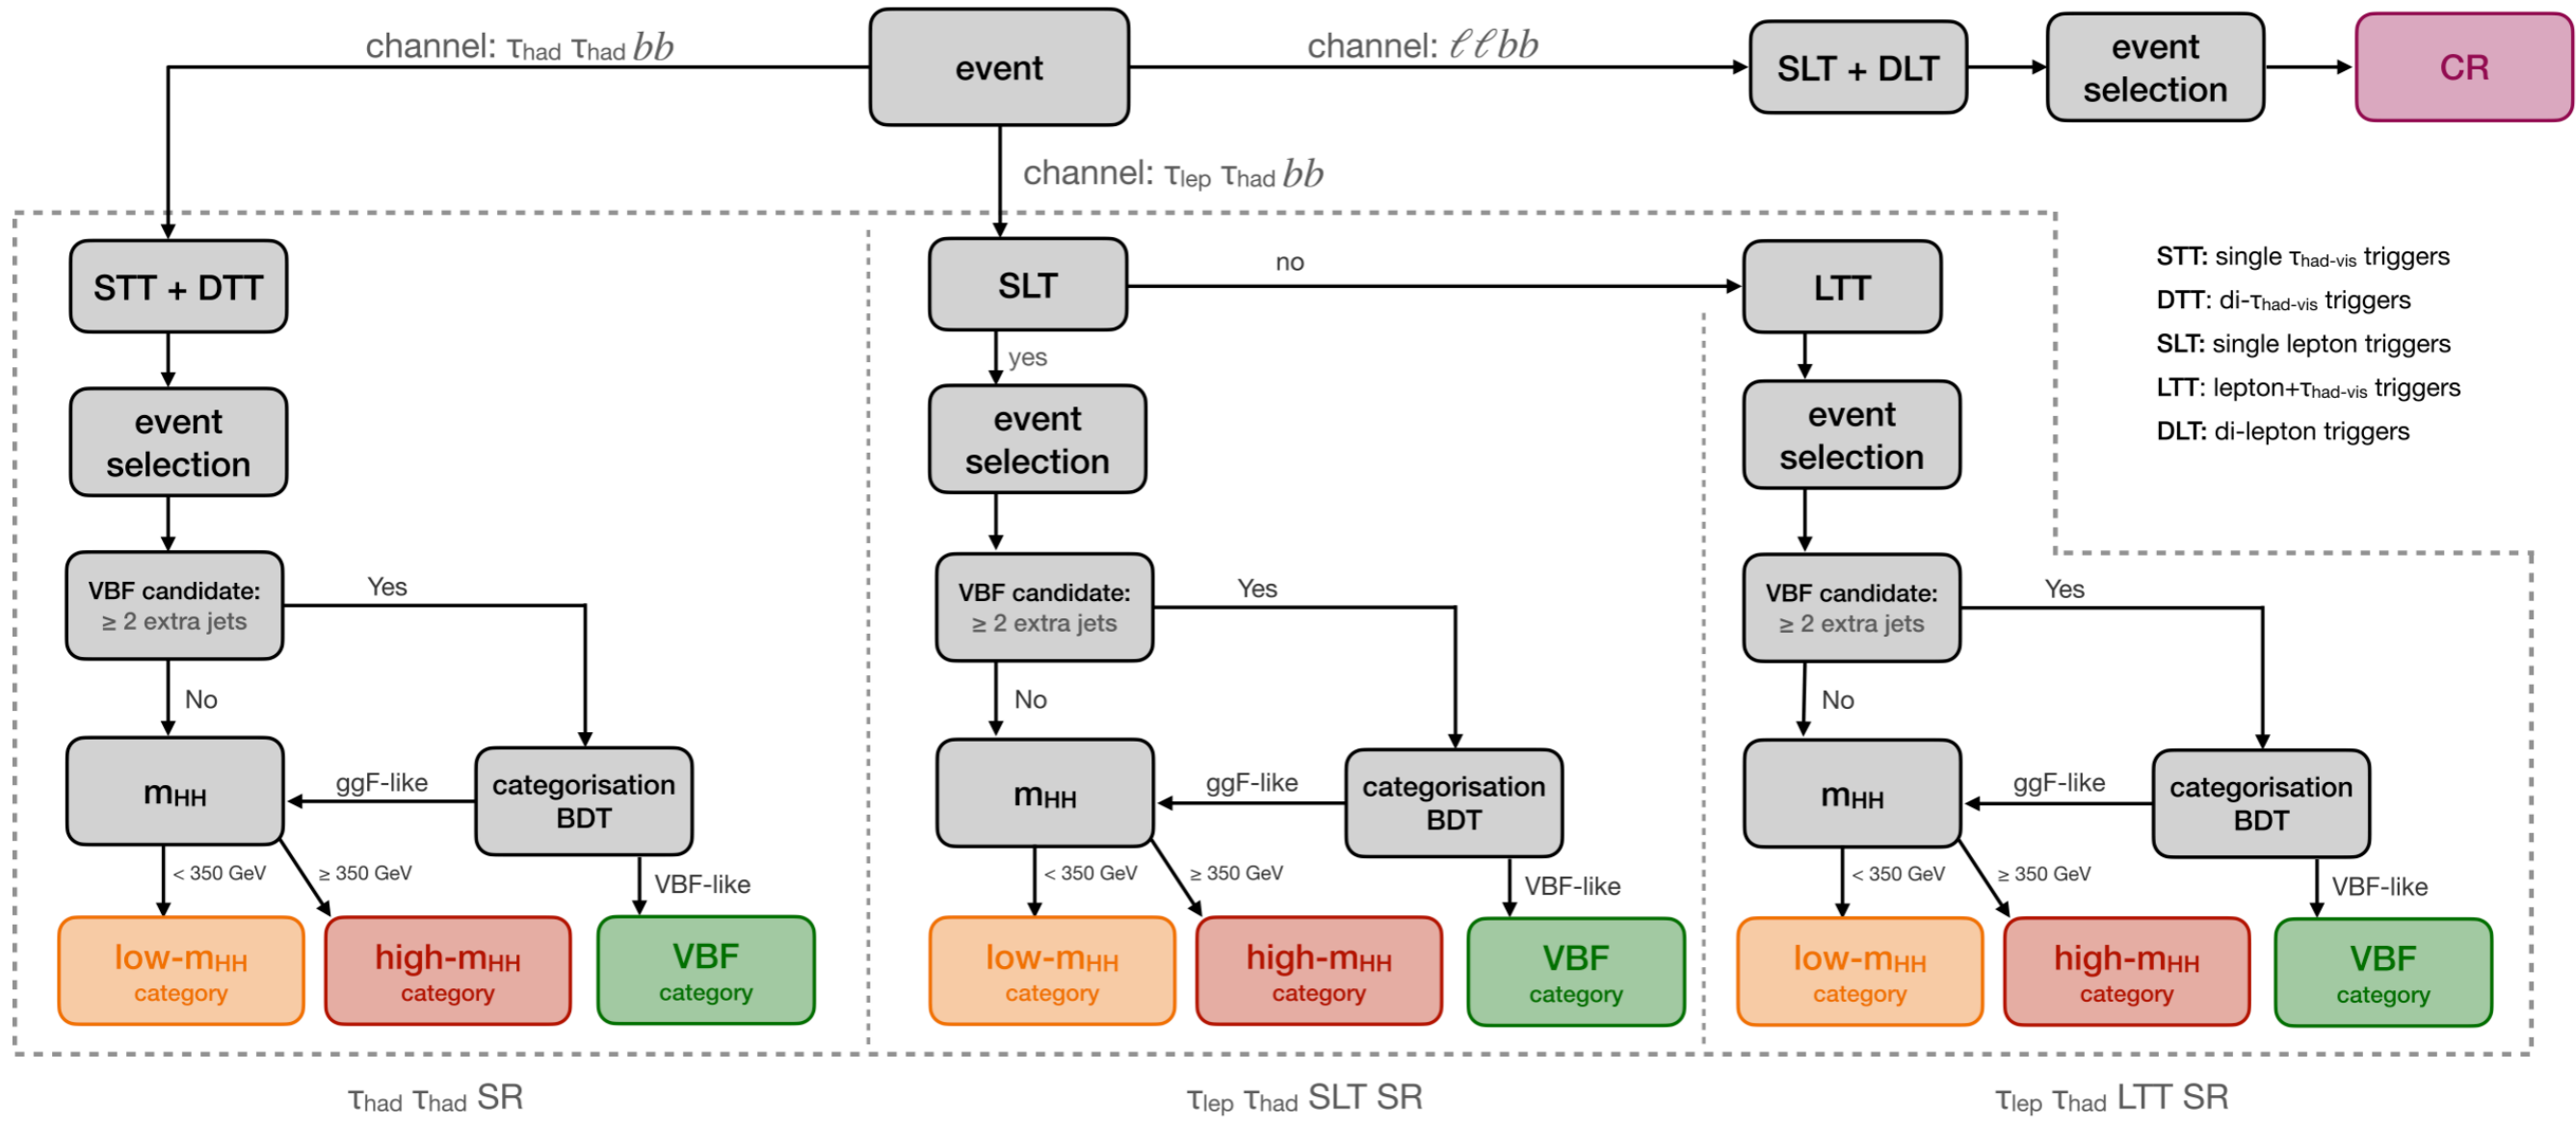 channel: τhad τhad bb
event
channel: ℓℓbb
SLT + DLT
event
selection
CR
channel: τlep τhad bb
STT + DTT
event
selection
VBF candidate:
≥ 2 extra jets
Yes
No
mHH
ggF-like
categorisation
BDT
< 350 GeV
≥ 350 GeV
VBF-like
low-mHH
category
high-mHH
category
VBF
category
τhad τhad SR
SLT
no
yes
event
selection
VBF candidate:
≥ 2 extra jets
Yes
No
mHH
ggF-like
categorisation
BDT
< 350 GeV
≥ 350 GeV
VBF-like
low-mHH
category
high-mHH
category
VBF
category
τlep τhad SLT SR
LTT
event
selection
VBF candidate:
≥ 2 extra jets
Yes
No
mHH
ggF-like
categorisation
BDT
< 350 GeV
≥ 350 GeV
VBF-like
low-mHH
category
high-mHH
category
VBF
category
τlep τhad LTT SR
STT: single τhad-vis triggers
DTT: di-τhad-vis triggers
SLT: single lepton triggers
LTT: lepton+τhad-vis triggers
DLT: di-lepton triggers